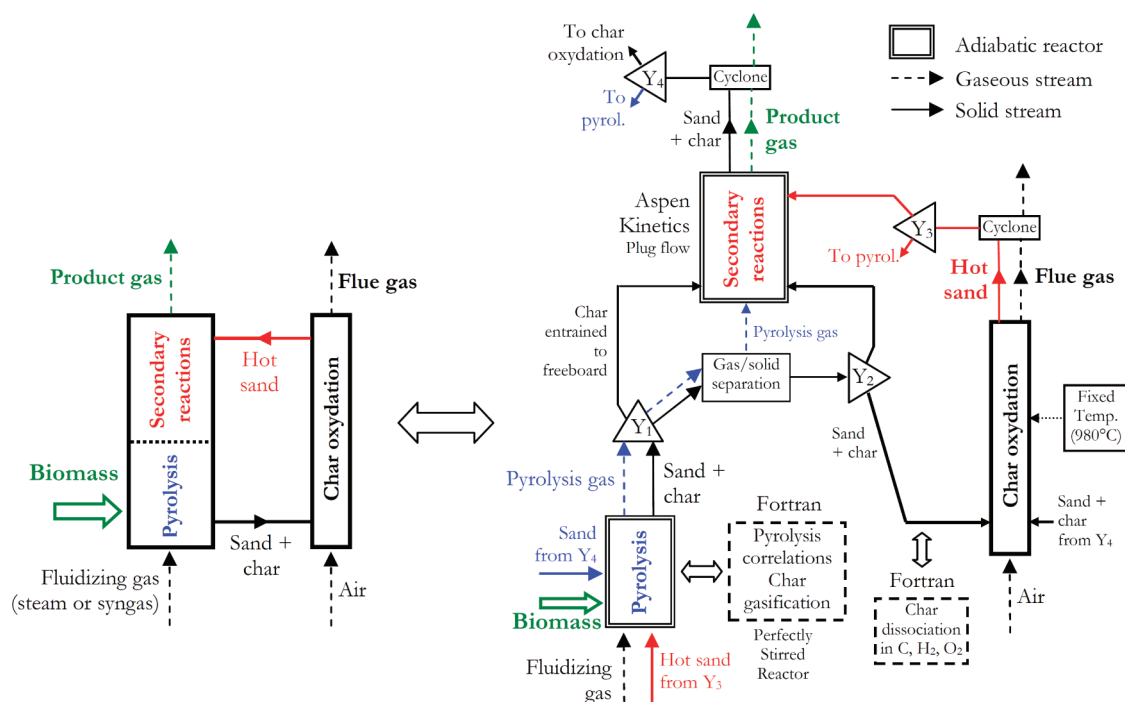 Product gas
Flue gas
Secondary
reactions
Pyrolysis
Hot
sand
Char oxydation
Biomass
Sand +
char
Fluidizing gas
(steam or syngas)
Air
To char
oxydation
Y4
To
pyrol.
Cyclone
Sand
+ char
Product
gas
Adiabatic reactor
Gaseous stream
Solid stream
Aspen
Kinetics
Plug flow
Secondary
reactions
Y3
To pyrol.
Cyclone
Hot
sand
Flue gas
Char
entrained to
freeboard
Pyrolysis gas
Gas/solid
separation
Y2
Y1
Pyrolysis gas
Sand +
char
Sand
+ char
Char oxydation
Fixed
Temp.
(980°C)
Sand +
char
from Y4
Air
Sand
from Y4
Biomass
Pyrolysis
Fluidizing
gas
Hot sand
from Y3
Fortran
Pyrolysis
correlations
Char
gasification
Perfectly
Stirred
Reactor
Fortran
Char
dissociation
in C, H2, O2